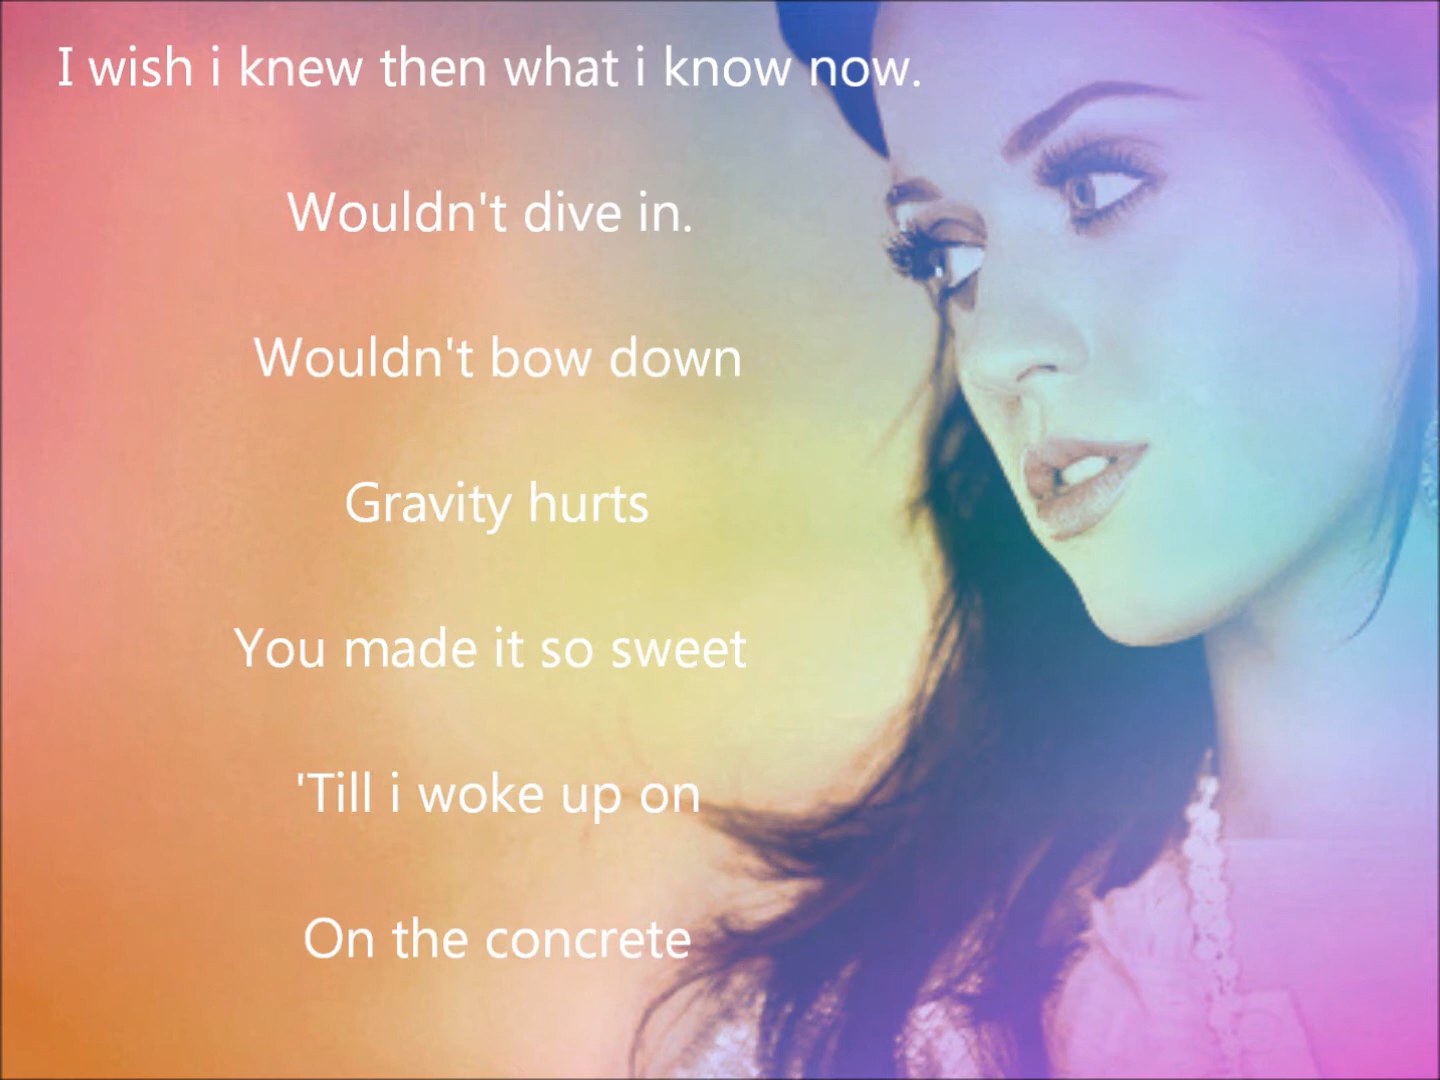 I wish i knew then what i know now.
Wouldn't dive in.
Wouldn't bow down
Gravity hurts
You made it so sweet
'Till i woke up on
On the concrete